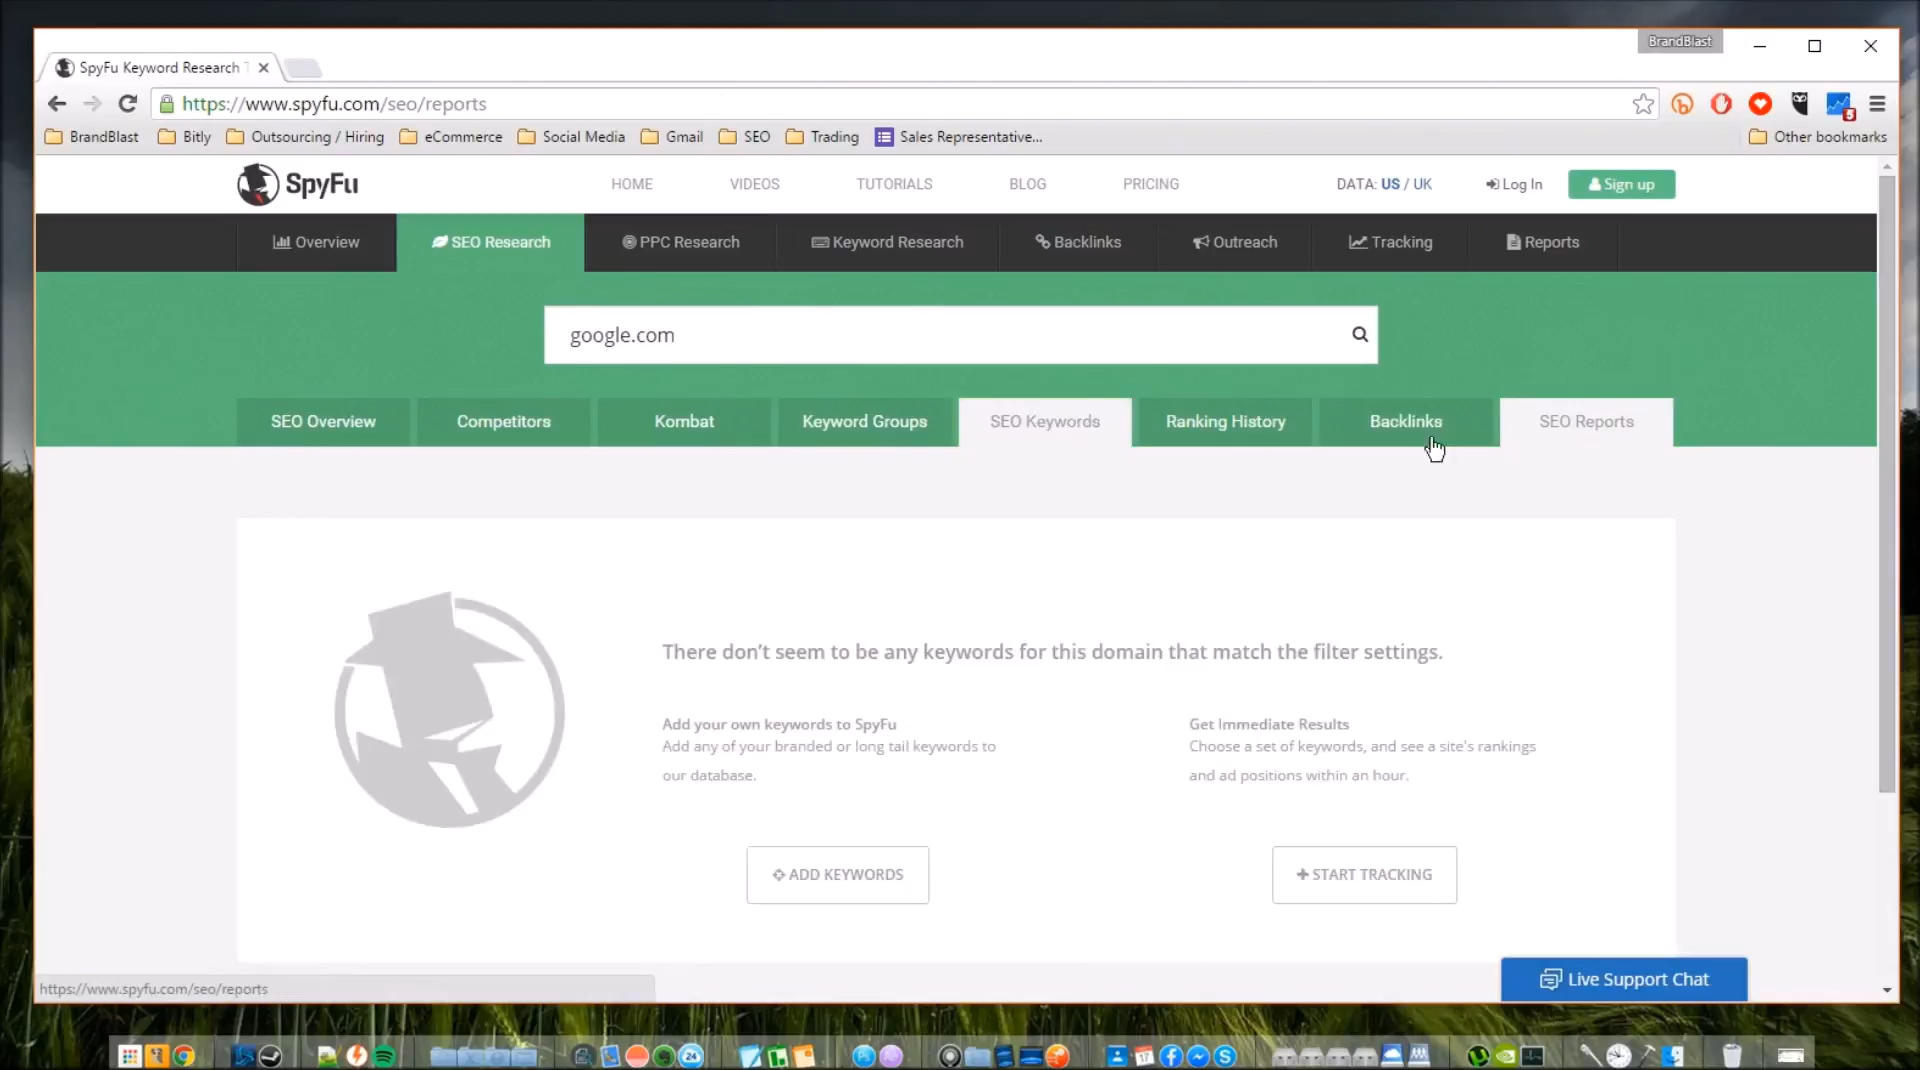 BrandBlast
SpyFu Keyword Research T
https://www.spyfu.com/seo/reports
5
BrandBlast Bitly Outsourcing / Hiring eCommerce Social Media Gmail SEO Trading Sales Representative... Other bookmarks
SpyFu HOME VIDEOS TUTORIALS BLOG PRICING DATA: US / UK Log In Sign up
Overview SEO Research PPC Research Keyword Research Backlinks Outreach Tracking Reports
google.com
SEO Overview Competitors Kombat Keyword Groups SEO Keywords Ranking History Backlinks SEO Reports
There don't seem to be any keywords for this domain that match the filter settings.
Add your own keywords to SpyFu
Add any of your branded or long tail keywords to
our database.
Get Immediate Results
Choose a set of keywords, and see a site's rankings
and ad positions within an hour.
ADD KEYWORDS
START TRACKING
Live Support Chat
https://www.spyfu.com/seo/reports
24
17